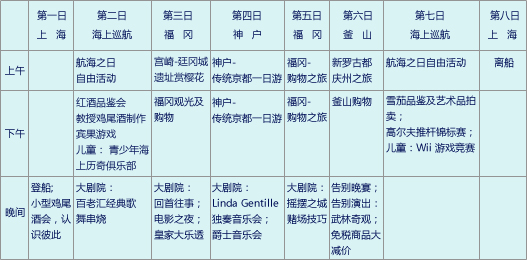 第一日 第二日 第三日 第四日 第五日 第六日 第七日 第八日
上 海 海上巡航 福冈 神 户 福 冈 釜 山 海上巡航 上 海
上午
航海之日
自由活动
宫崎-廷冈城
遗址赏樱花
神户-
传统京都一日游
福冈-
购物之旅
新罗古都
庆州之旅
航海之日自由活动
离船
下午
红酒品鉴会
教授鸡尾酒制作
宾果游戏
儿童： 青少年海
上历奇俱乐部
福冈观光及
购物
神户-
传统京都一日游
福冈-
购物之旅
釜山购物
雪茄品鉴及艺术品拍
卖；
高尔夫推杆锦标赛；
儿童：Wii 游戏竞赛
晚间
登船;
小型鸡尾
酒会，认
识彼此
大剧院：
百老汇经典歌
舞串烧
大剧院：
回首往事；
电影之夜；
皇家大乐透
大剧院：
Linda Gentille
独奏音乐会；
爵士音乐会
大剧院：
摇摆之城
赌场技巧
告别晚宴；
告别演出：
武林奇观；
免税商品大
减价